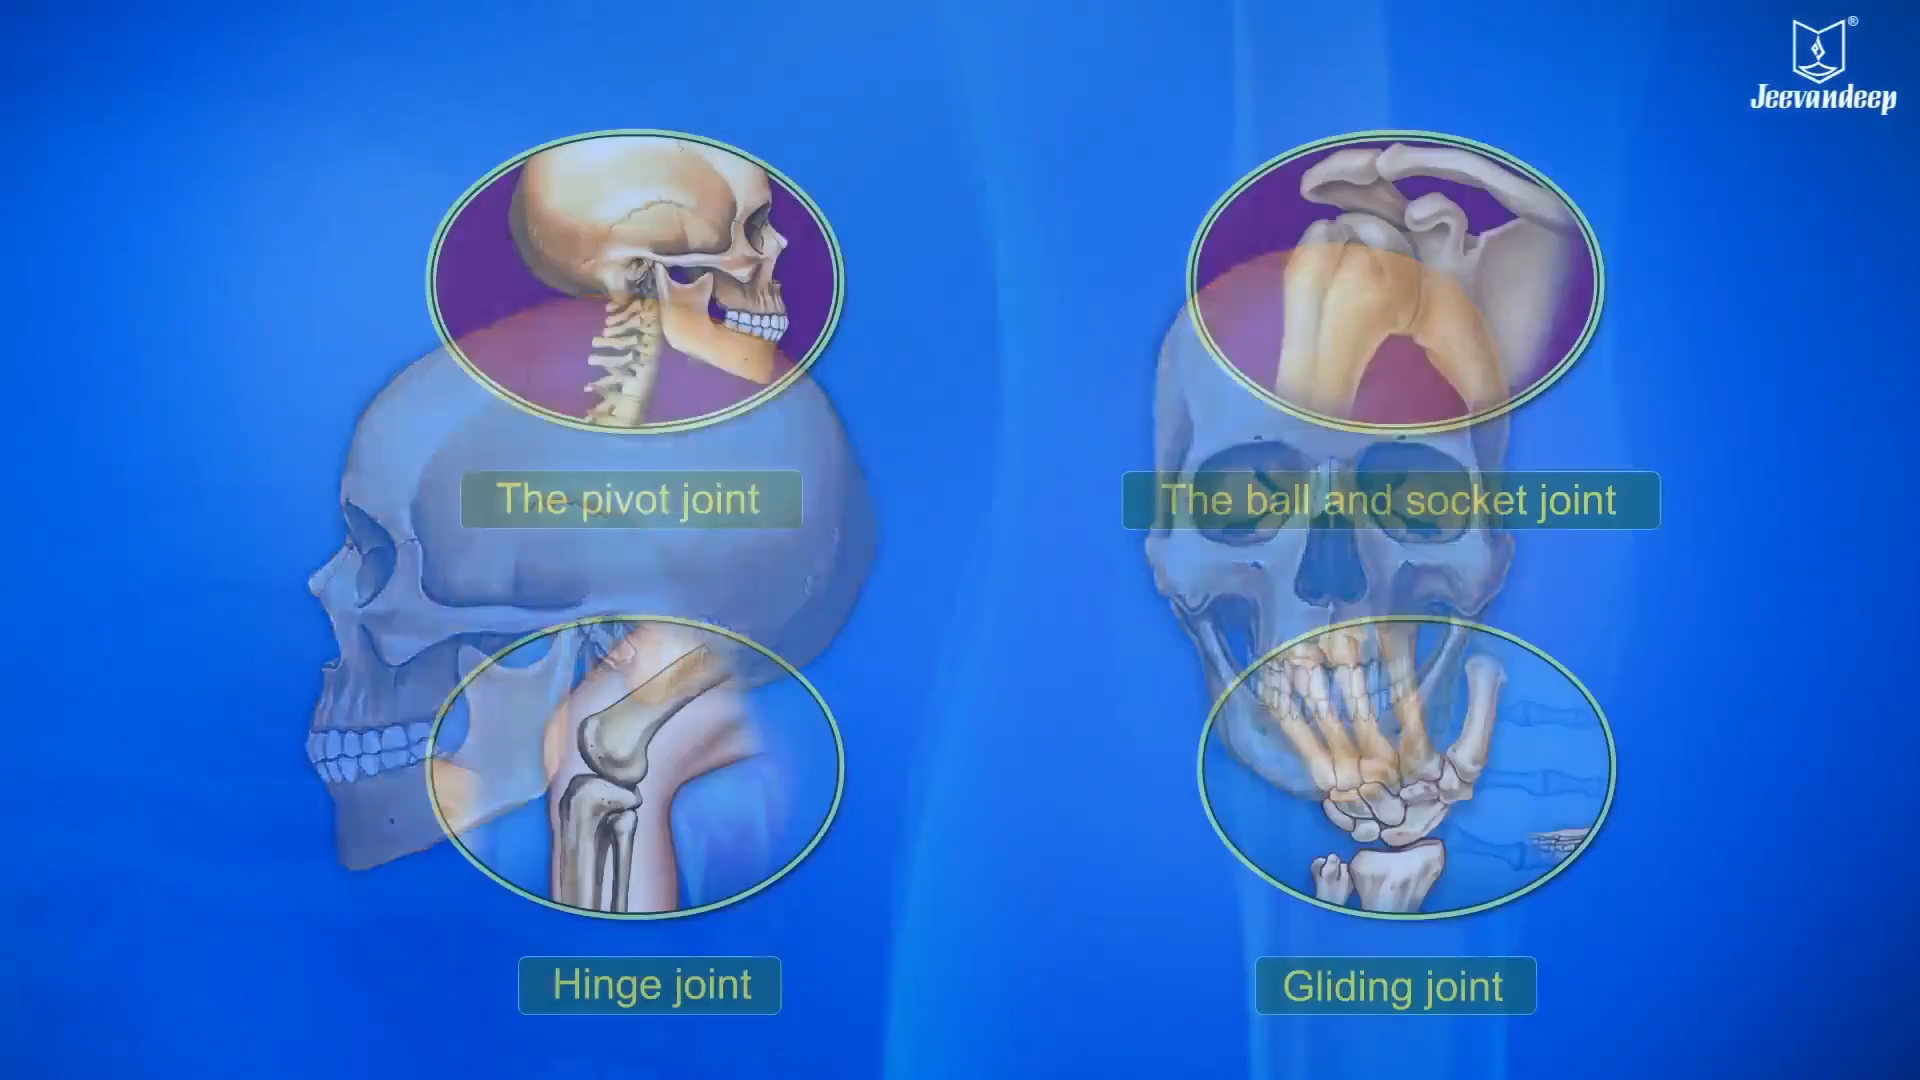 ®
Jeevandeep
The pivot joint
The ball and socket joint
Hinge joint
Gliding joint